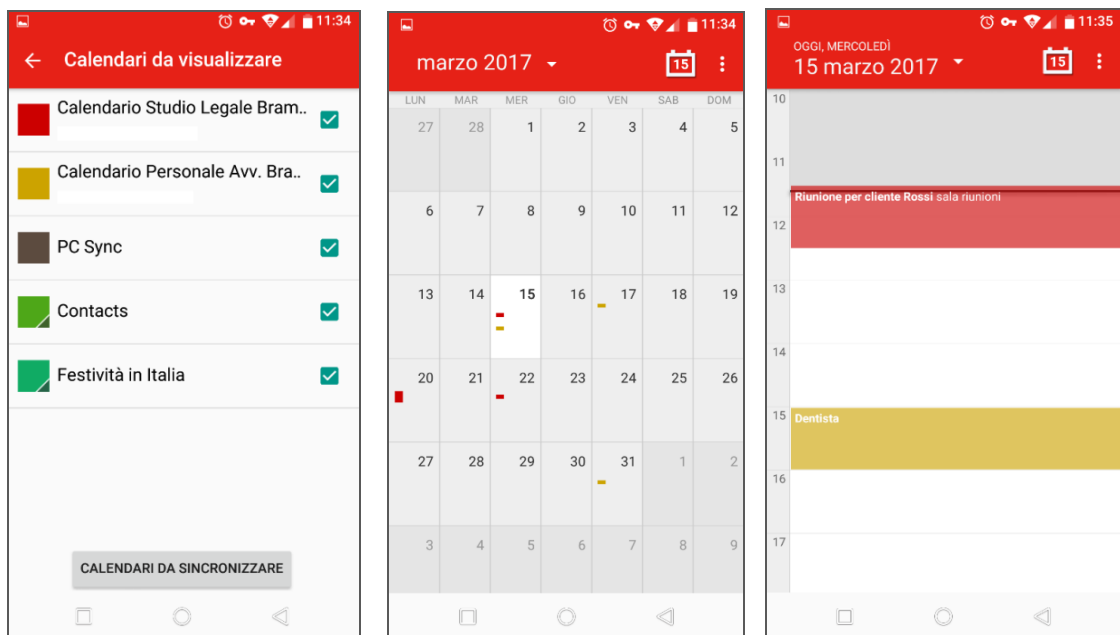 11:34
Calendari da visualizzare
Calendario Studio Legale Bram..
Calendario Personale Avv. Bra..
PC Sync
Contacts
Festività in Italia
CALENDARI DA SINCRONIZZARE
11:34
marzo 2017 15
LUN MAR MER GIO VEN SAB DOM
27 28 1 2 3 4 5
6 7 8 9 10 11 12
13 14 15 16 17 18 19
20 21 22 23 24 25 26
27 28 29 30 31 1 2
3 4 5 6 7 8 9
11:35
OGGI, MERCOLEDÌ
15 marzo 2017 15
10
11
Riunione per cliente Rossi sala riunioni
12
13
14
15 Dentista
16
17